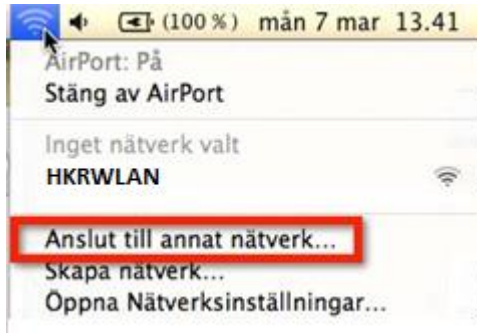 (100 %) mån 7 mar 13.41
AirPort: På
Stäng av AirPort
Inget nätverk valt
HKRWLAN
Anslut till annat nätverk...
Skapa nätverk...
Öppna Nätverksinställningar...